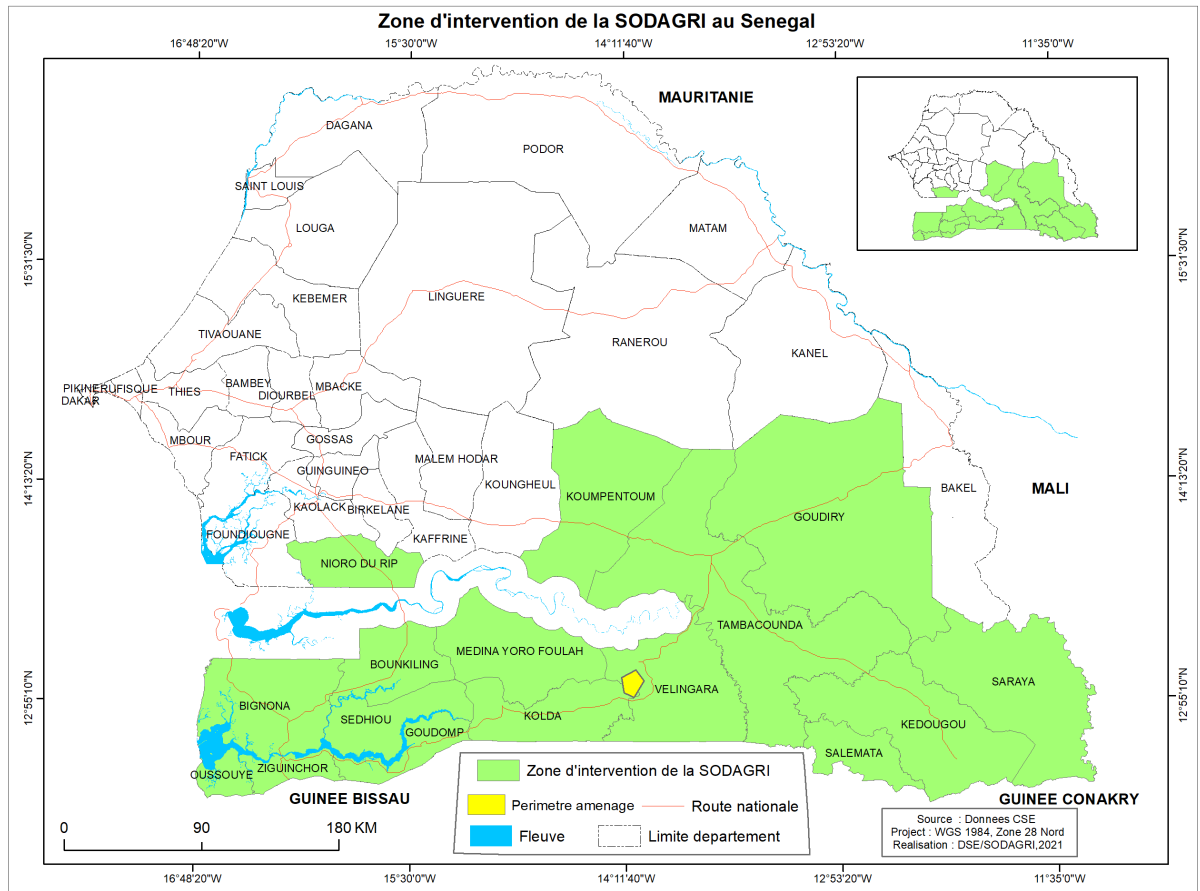 Zone d'intervention de la SODAGRI au Senegal
16°48'20"W
15°30'0"W
14°11'40"W
12°53'20"W
11°35'0"W
MAURITANIE
DAGANA
PODOR
SAINT LOUIS
LOUGA
MATAM
15°31'30"N
15°31'30"N
KEBEMER
LINGUERE
TIVAOUANE
RANEROU
KANEL
PIKINE
RUFISQUE
DAKAR
THIES
BAMBEY
DIOURBEL
MBACKE
MBOUR
GOSSAS
FATICK
MALEM HODAR
GUINGUINEO
KOUNGHEUL
14°13'20"N
14°13'20"N
KOUMPENTOUM
BAKEL
MALI
KAOLACK
BIRKELANE
GOUDIRY
FOUNDIOUGNE
KAFFRINE
NIORO DU RIP
TAMBACOUNDA
MEDINA YORO FOULAH
BOUNKILING
SARAYA
VELINGARA
12°55'10"N
12°55'10"N
BIGNONA
SEDHIOU
KOLDA
KEDOUGOU
GOUDOMP
SALEMATA
OUSSOUYE
ZIGUINCHOR
GUINEE BISSAU
GUINEE CONAKRY
Zone d'intervention de la SODAGRI
Perimetre amenage
Route nationale
Fleuve
Limite departement
0 90 180 KM
Source : Donnees CSE
Project : WGS 1984, Zone 28 Nord
Realisation : DSE/SODAGRI,2021
16°48'20"W
15°30'0"W
14°11'40"W
12°53'20"W
11°35'0"W